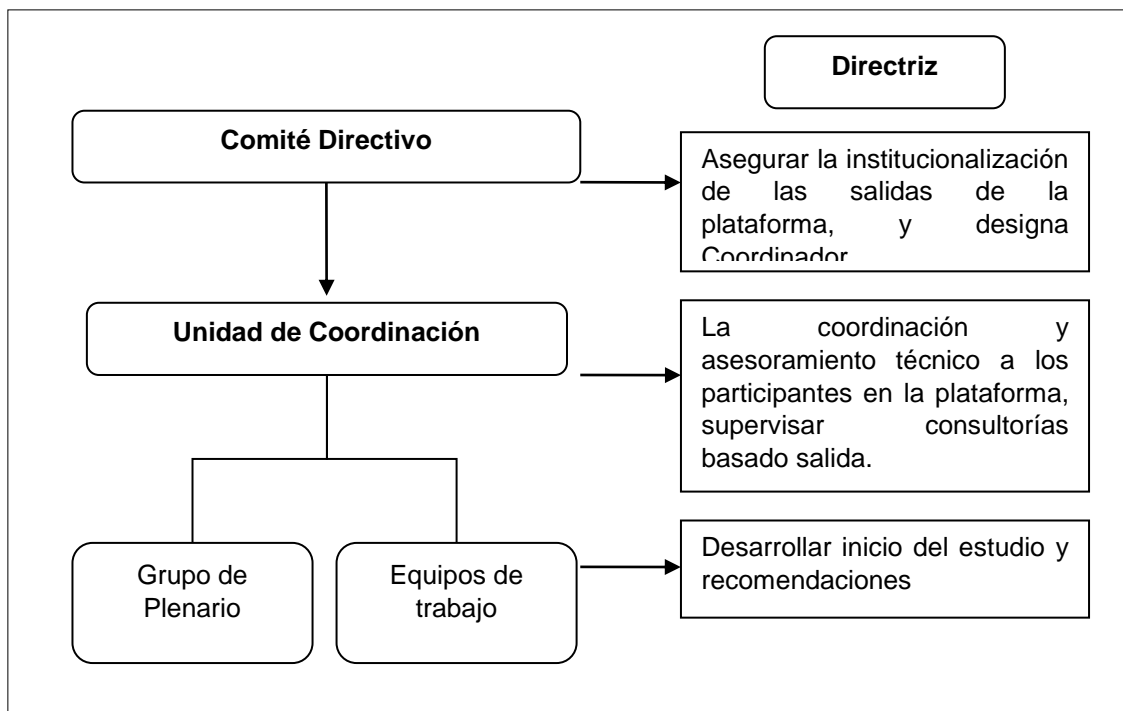 Directriz
Comité Directivo
Asegurar la institucionalización
de las salidas de la
plataforma, y designa
Coordinador
Unidad de Coordinación
La coordinación y
asesoramiento técnico a los
participantes en la plataforma,
supervisar consultorías
basado salida.
Grupo de
Plenario
Equipos de
trabajo
Desarrollar inicio del estudio y
recomendaciones